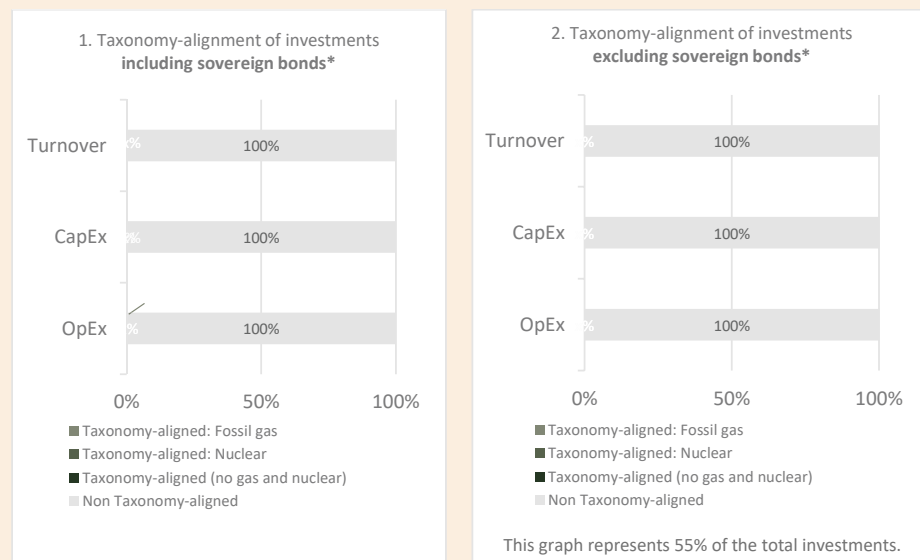 1. Taxonomy-alignment of investments
including sovereign bonds*
Turnover
100%
CapEx
100%
OpEx
100%
0% 50% 100%
Taxonomy-aligned: Fossil gas
Taxonomy-aligned: Nuclear
Taxonomy-aligned (no gas and nuclear)
Non Taxonomy-aligned
2. Taxonomy-alignment of investments
excluding sovereign bonds*
Turnover
100%
CapEx
100%
OpEx
100%
0% 50% 100%
Taxonomy-aligned: Fossil gas
Taxonomy-aligned: Nuclear
Taxonomy-aligned (no gas and nuclear)
Non Taxonomy-aligned
This graph represents 55% of the total investments.